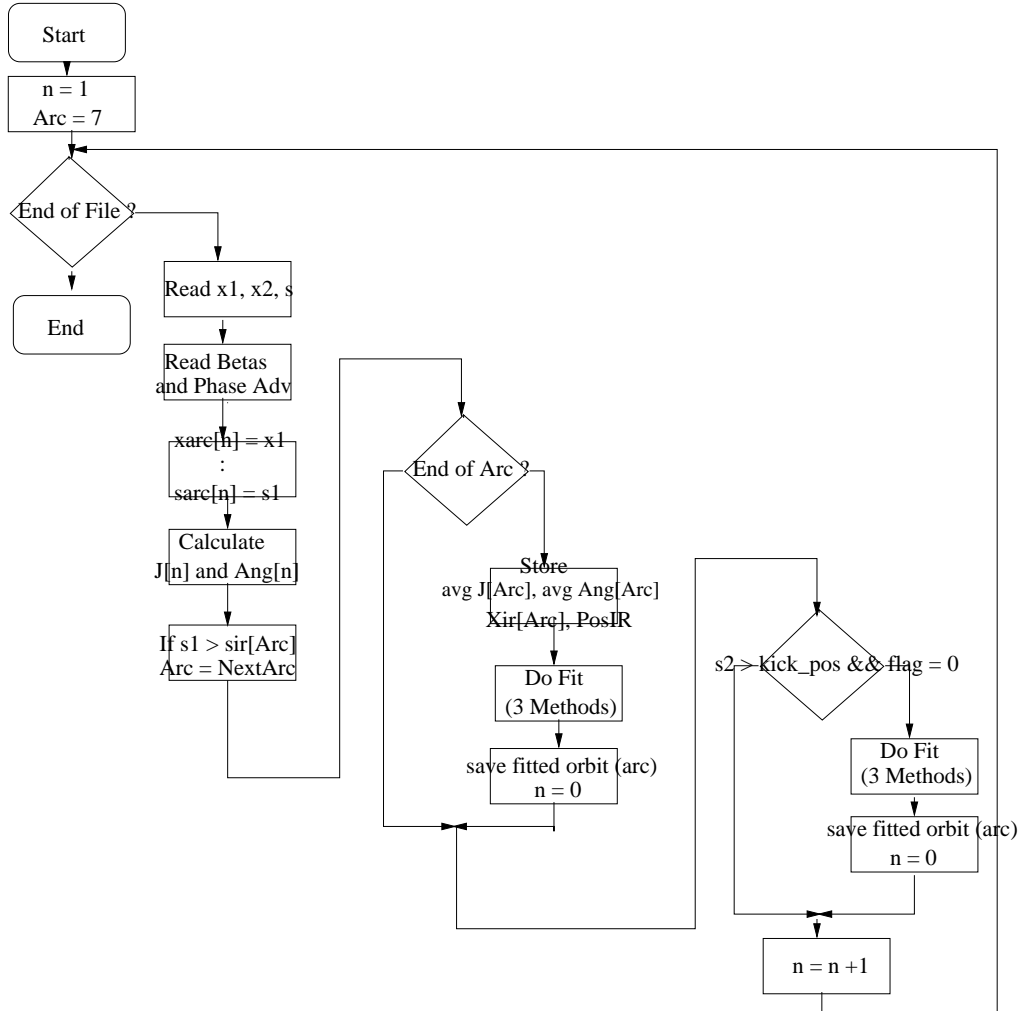 Start
n = 1
Arc = 7
End of File ?
End
Read x1, x2, s
Read Betas
and Phase Adv
xarc[n] = x1
:
sarc[n] = s1
Calculate
J[n] and Ang[n]
If s1 > sir[Arc]
Arc = NextArc
End of Arc ?
Store
avg J[Arc], avg Ang[Arc]
Xir[Arc], PosIR
Do Fit
(3 Methods)
save fitted orbit (arc)
n = 0
s2 > kick_pos && flag = 0
Do Fit
(3 Methods)
save fitted orbit (arc)
n = 0
n = n +1